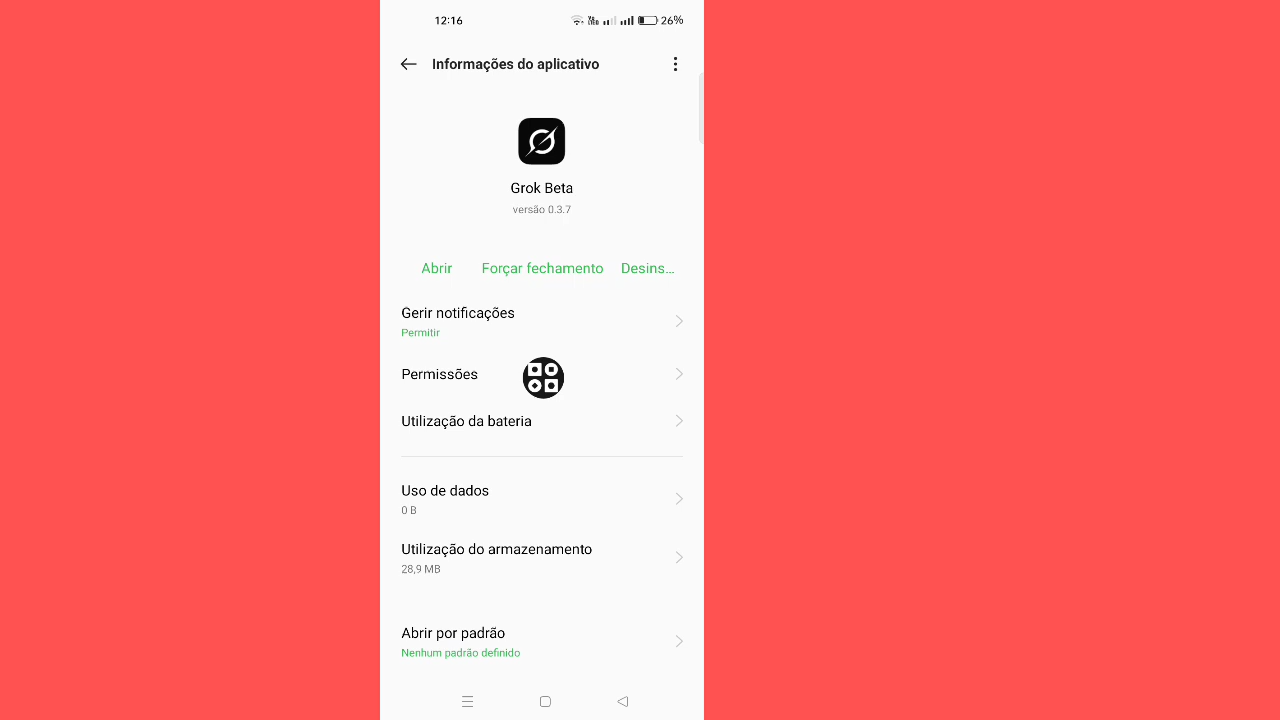 12:16
26%
Informações do aplicativo
Grok Beta
versão 0.3.7
Abrir Forçar fechamento Desins...
Gerir notificações
Permitir
Permissões
Utilização da bateria
Uso de dados
0 B
Utilização do armazenamento
28,9 MB
Abrir por padrão
Nenhum padrão definido